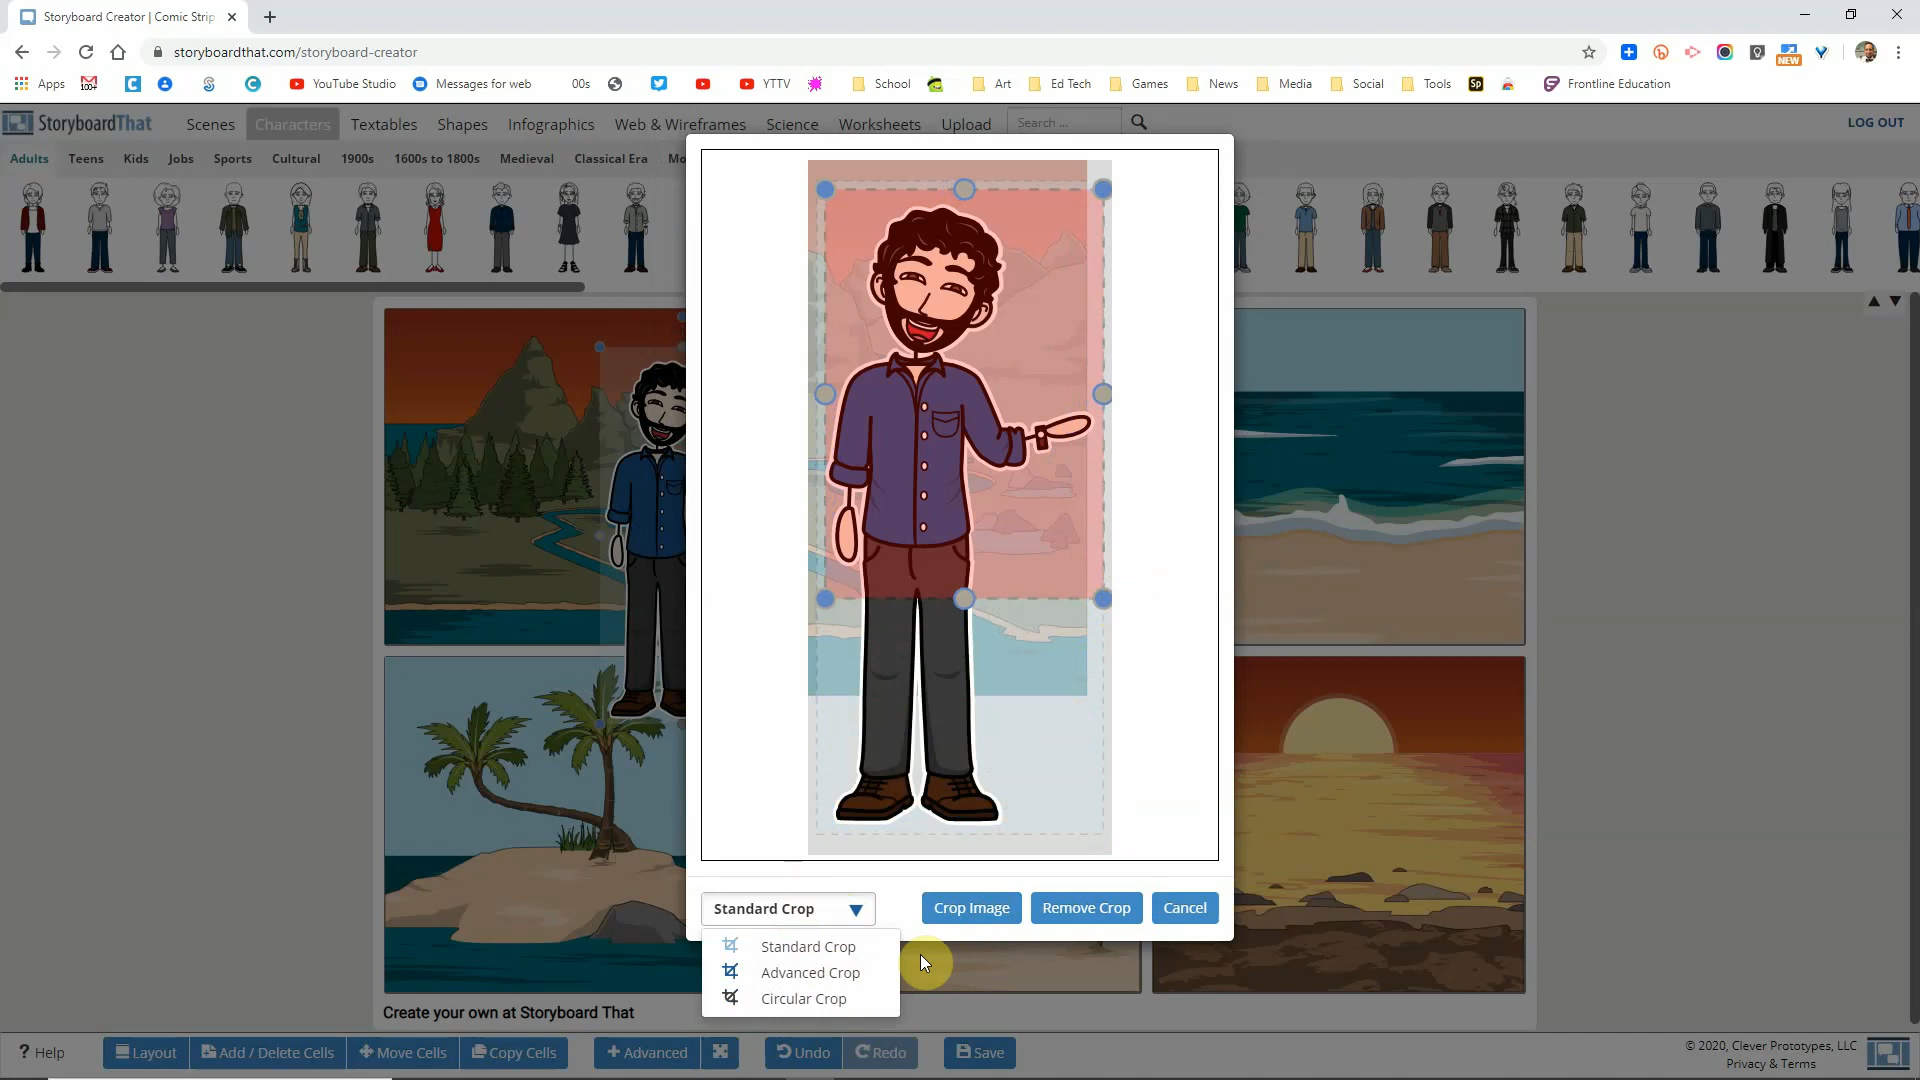 Storyboard Creator | Comic Strip
storyboardthat.com/storyboard-creator
NEW
Apps 100+ YouTube Studio Messages for web 00s YTTV School Art Ed Tech Games News Media Social Tools Sp Frontline Education
StoryboardThat Scenes Characters Textables Shapes Infographics Web & Wireframes Science Worksheets Upload Search ... LOG OUT
Adults Teens Kids Jobs Sports Cultural 1900s 1600s to 1800s Medieval Classical Era Mo
Standard Crop Crop Image Remove Crop Cancel
Standard Crop
Advanced Crop
Circular Crop
Create your own at Storyboard That
? Help Layout Add / Delete Cells Move Cells Copy Cells + Advanced Undo Redo Save
© 2020, Clever Prototypes, LLC
Privacy & Terms